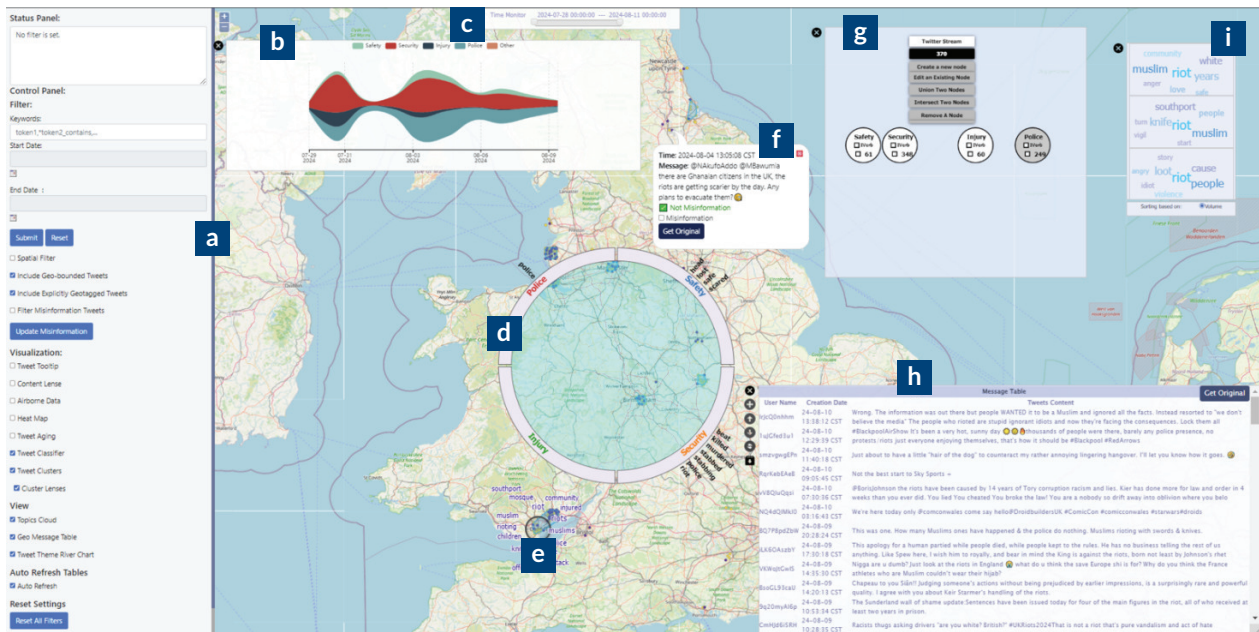 Status Panel:
No filter is set.
Control Panel:
Filter:
Keywords:
token1,^token2_contains,...
Start Date:
End Date :
Submit
Reset
Spatial Filter
Include Geo-bounded Tweets
Include Explicitly Geotagged Tweets
Filter Misinformation Tweets
Update Misinformation
Visualization:
Tweet Tooltip
Content Lense
Airborne Data
Heat Map
Tweet Aging
Tweet Classifier
Tweet Clusters
Cluster Lenses
View
Topics Cloud
Geo Message Table
Tweet Theme River Chart
Auto Refresh Tables
Auto Refresh
Reset Settings
Reset All Filters
a
b
c
Time Monitor 2024-07-28 00:00:00 — 2024-08-11 00:00:00
Safety Security Injury Police Other
07-29 2024
07-31 2024
08-03 2024
08-06 2024
08-09 2024
d
police
Police
Safety
head
lost
safe
scared
Injury
Security
beat
killed
murdered
stabbed
stabbing
police
riot
e
southport
mosque
community
riot
injured
muslim
riots
rioting
muslims
children
f
Time: 2024-08-04 13:05:08 CST
Message: @NAkufoAddo @MBawumia
there are Ghanaian citizens in the UK, the
riots are getting scarier by the day. Any
plans to evacuate them?
Not Misinformation
Misinformation
Get Original
g
Twitter Stream
379
Create a new node
Edit an Existing Node
Union Two Nodes
Intersect Two Nodes
Remove A Node
Safety
61
Security
348
Injury
60
Police
249
h
Message Table
Get Original
User Name Creation Date Tweets Content
24-08-10 13:58:12 CST
Wrong. The information was out there but people WANTED it to be a Muslim and ignored all the facts. Instead resorted to "we don't
believe the media" The people who rioted are stupid ignorant idiots and now they're facing the consequences. Lock them all
24-08-10 12:29:39 CST
#BlackpoolAirShow It's been a very hot, sunny day thousands of people were there, barely any police presence, no
protests/riots just everyone enjoying themselves, that's how it should be #Blackpool #RedArrows
24-08-10 11:40:18 CST
Just about to have a little "hair of the dog" to counteract my rather annoying lingering hangover. I'll let you know how it goes.
24-08-10 09:05:45 CST
Not the best start to Sky Sports +
24-08-10 07:30:36 CST
@BorisJohnson the riots have been caused by 14 years of Tory corruption racism and lies. Kier has done more for law and order in 4
weeks than you ever did. You lied You cheated You broke the law! You are a nobody so drift away into oblivion where you belo
24-08-10 05:16:43 CST
We're here today only @comconwales come say hello@DroidbuildersUK #ComicCon #comicconwales #starwars#droids
24-08-09 20:28:24 CST
This was one. How many Muslims ones have happened & the police do nothing. Muslims rioting with swords & knifes.
24-08-09 17:30:18 CST
This apology for a human partied while people died, while people kept to the rules. He has no business telling the rest of us
anything. Like Spew here, I wish him to royally, and bear in mind the King is against the riots, born not least by Johnson's rhet
24-08-09 14:35:30 CST
Nigga are u dumb? Just look at the riots in England what do u think the save Europe shi is for? Why do you think the France
athletes who are Muslim couldn't wear their hijab?
24-08-09 14:20:13 CST
Chapeau to you Siân!! Judging someone's actions without being prejudiced by earlier impressions, is a surprisingly rare and powerful
quality. I agree with you about Keir Starmer's handling of the riots.
24-08-09 10:53:34 CST
The Sunderland wall of shame update Sentences have been issued today for four of the main figures in the riot, all of who received at
least two years in prison.
24-08-09 10:28:35 CST
Racists thugs asking drivers "are you white? British?" #UKRiots2024That is not a riot that's pure vandalism and act of hate
i
community
white
muslim riot years
anger
love safe
southport
people
turn knife riot
vigil muslim
start
story
angry loot cause
riot
idiot people
violence
Sorting based on: Volume